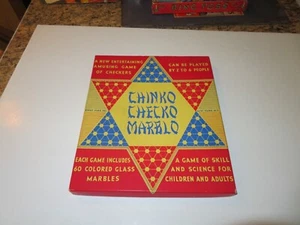 A NEW ENTERTAINING
AMUSING GAME
OF CHECKERS
CAN BE PLAYED
BY 2 TO 6 PEOPLE
CHINKO
CHECKO
MARBLO
EACH GAME INCLUDES
60 COLORED GLASS
MARBLES
A GAME OF SKILL
AND SCIENCE FOR
CHILDREN AND ADULTS